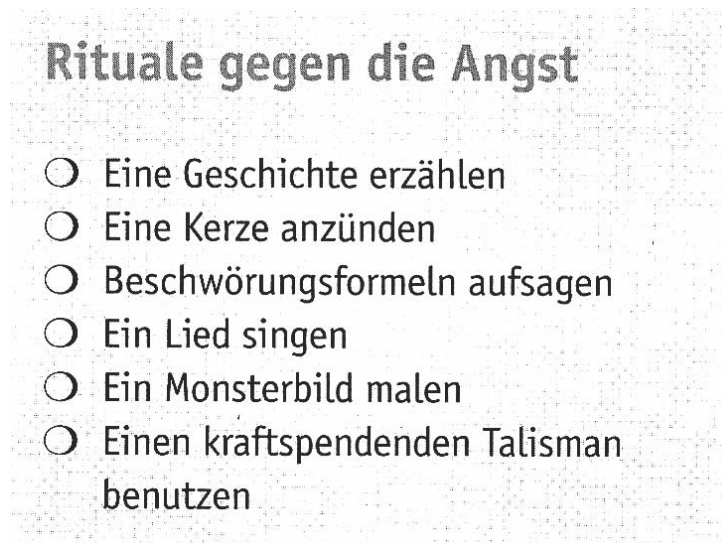 Rituale gegen die Angst
❍ Eine Geschichte erzählen
❍ Eine Kerze anzünden
❍ Beschwörungsformeln aufsagen
❍ Ein Lied singen
❍ Ein Monsterbild malen
❍ Einen kraftspendenden Talisman
benutzen